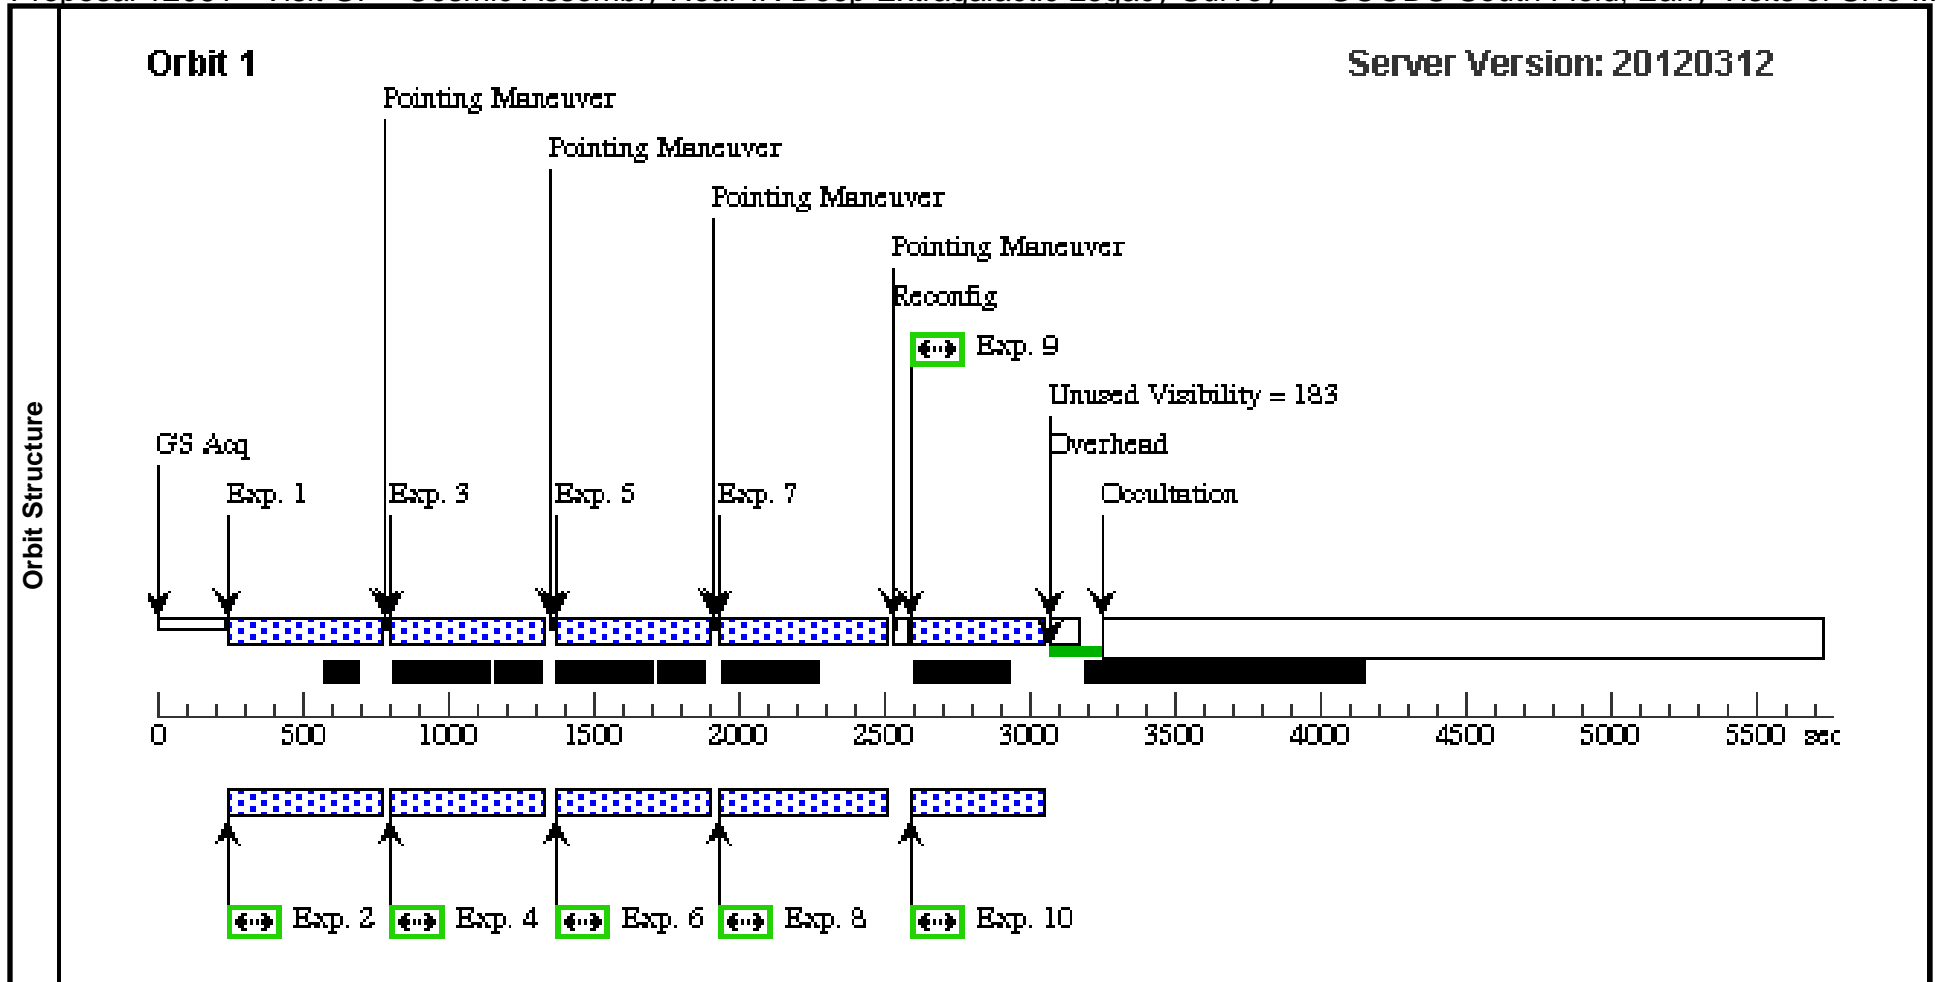 Orbit Structure
Orbit 1
Server Version: 20120312
Pointing Maneuver
Pointing Maneuver
Pointing Maneuver
Pointing Maneuver
Reconfig
Exp. 9
Unused Visibility = 183
GS Acq
Overhead
Exp. 1
Exp. 3
Exp. 5
Exp. 7
Occultation
0 500 1000 1500 2000 2500 3000 3500 4000 4500 5000 5500 sec
Exp. 2
Exp. 4
Exp. 6
Exp. 8
Exp. 10